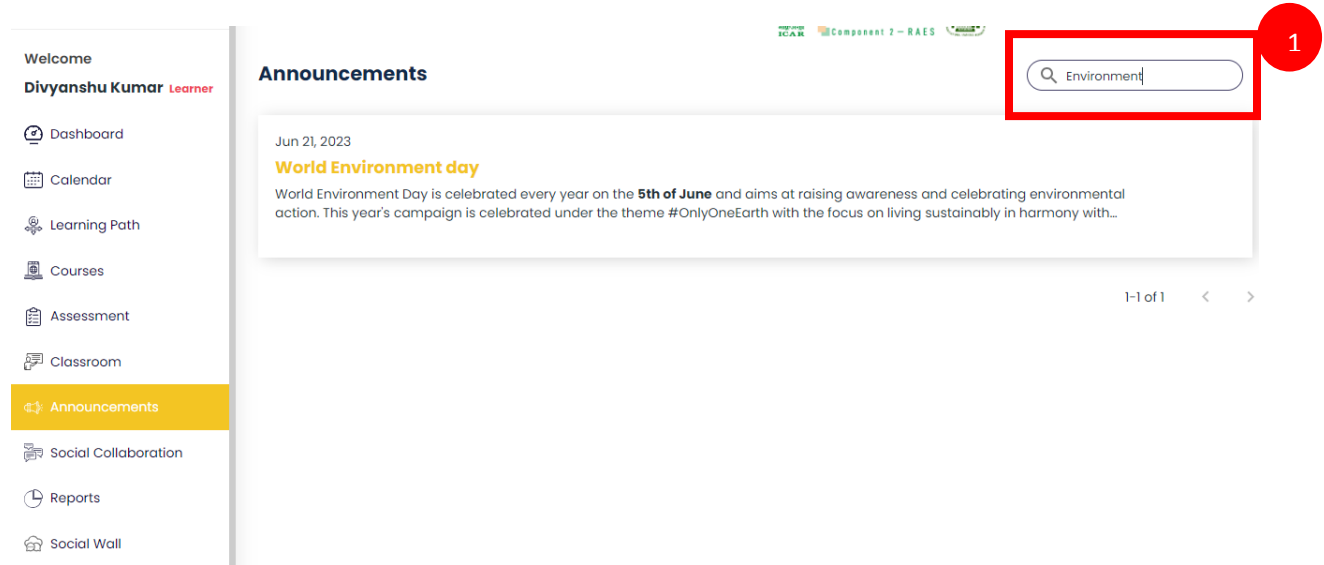 ICAR Component 2 – RAES
1
Welcome
Divyanshu Kumar Learner
Dashboard
Calendar
Learning Path
Courses
Assessment
Classroom
Announcements
Social Collaboration
Reports
Social Wall
Announcements
Environment
Jun 21, 2023
World Environment day
World Environment Day is celebrated every year on the 5th of June and aims at raising awareness and celebrating environmental
action. This year's campaign is celebrated under the theme #OnlyOneEarth with the focus on living sustainably in harmony with...
1-1 of 1